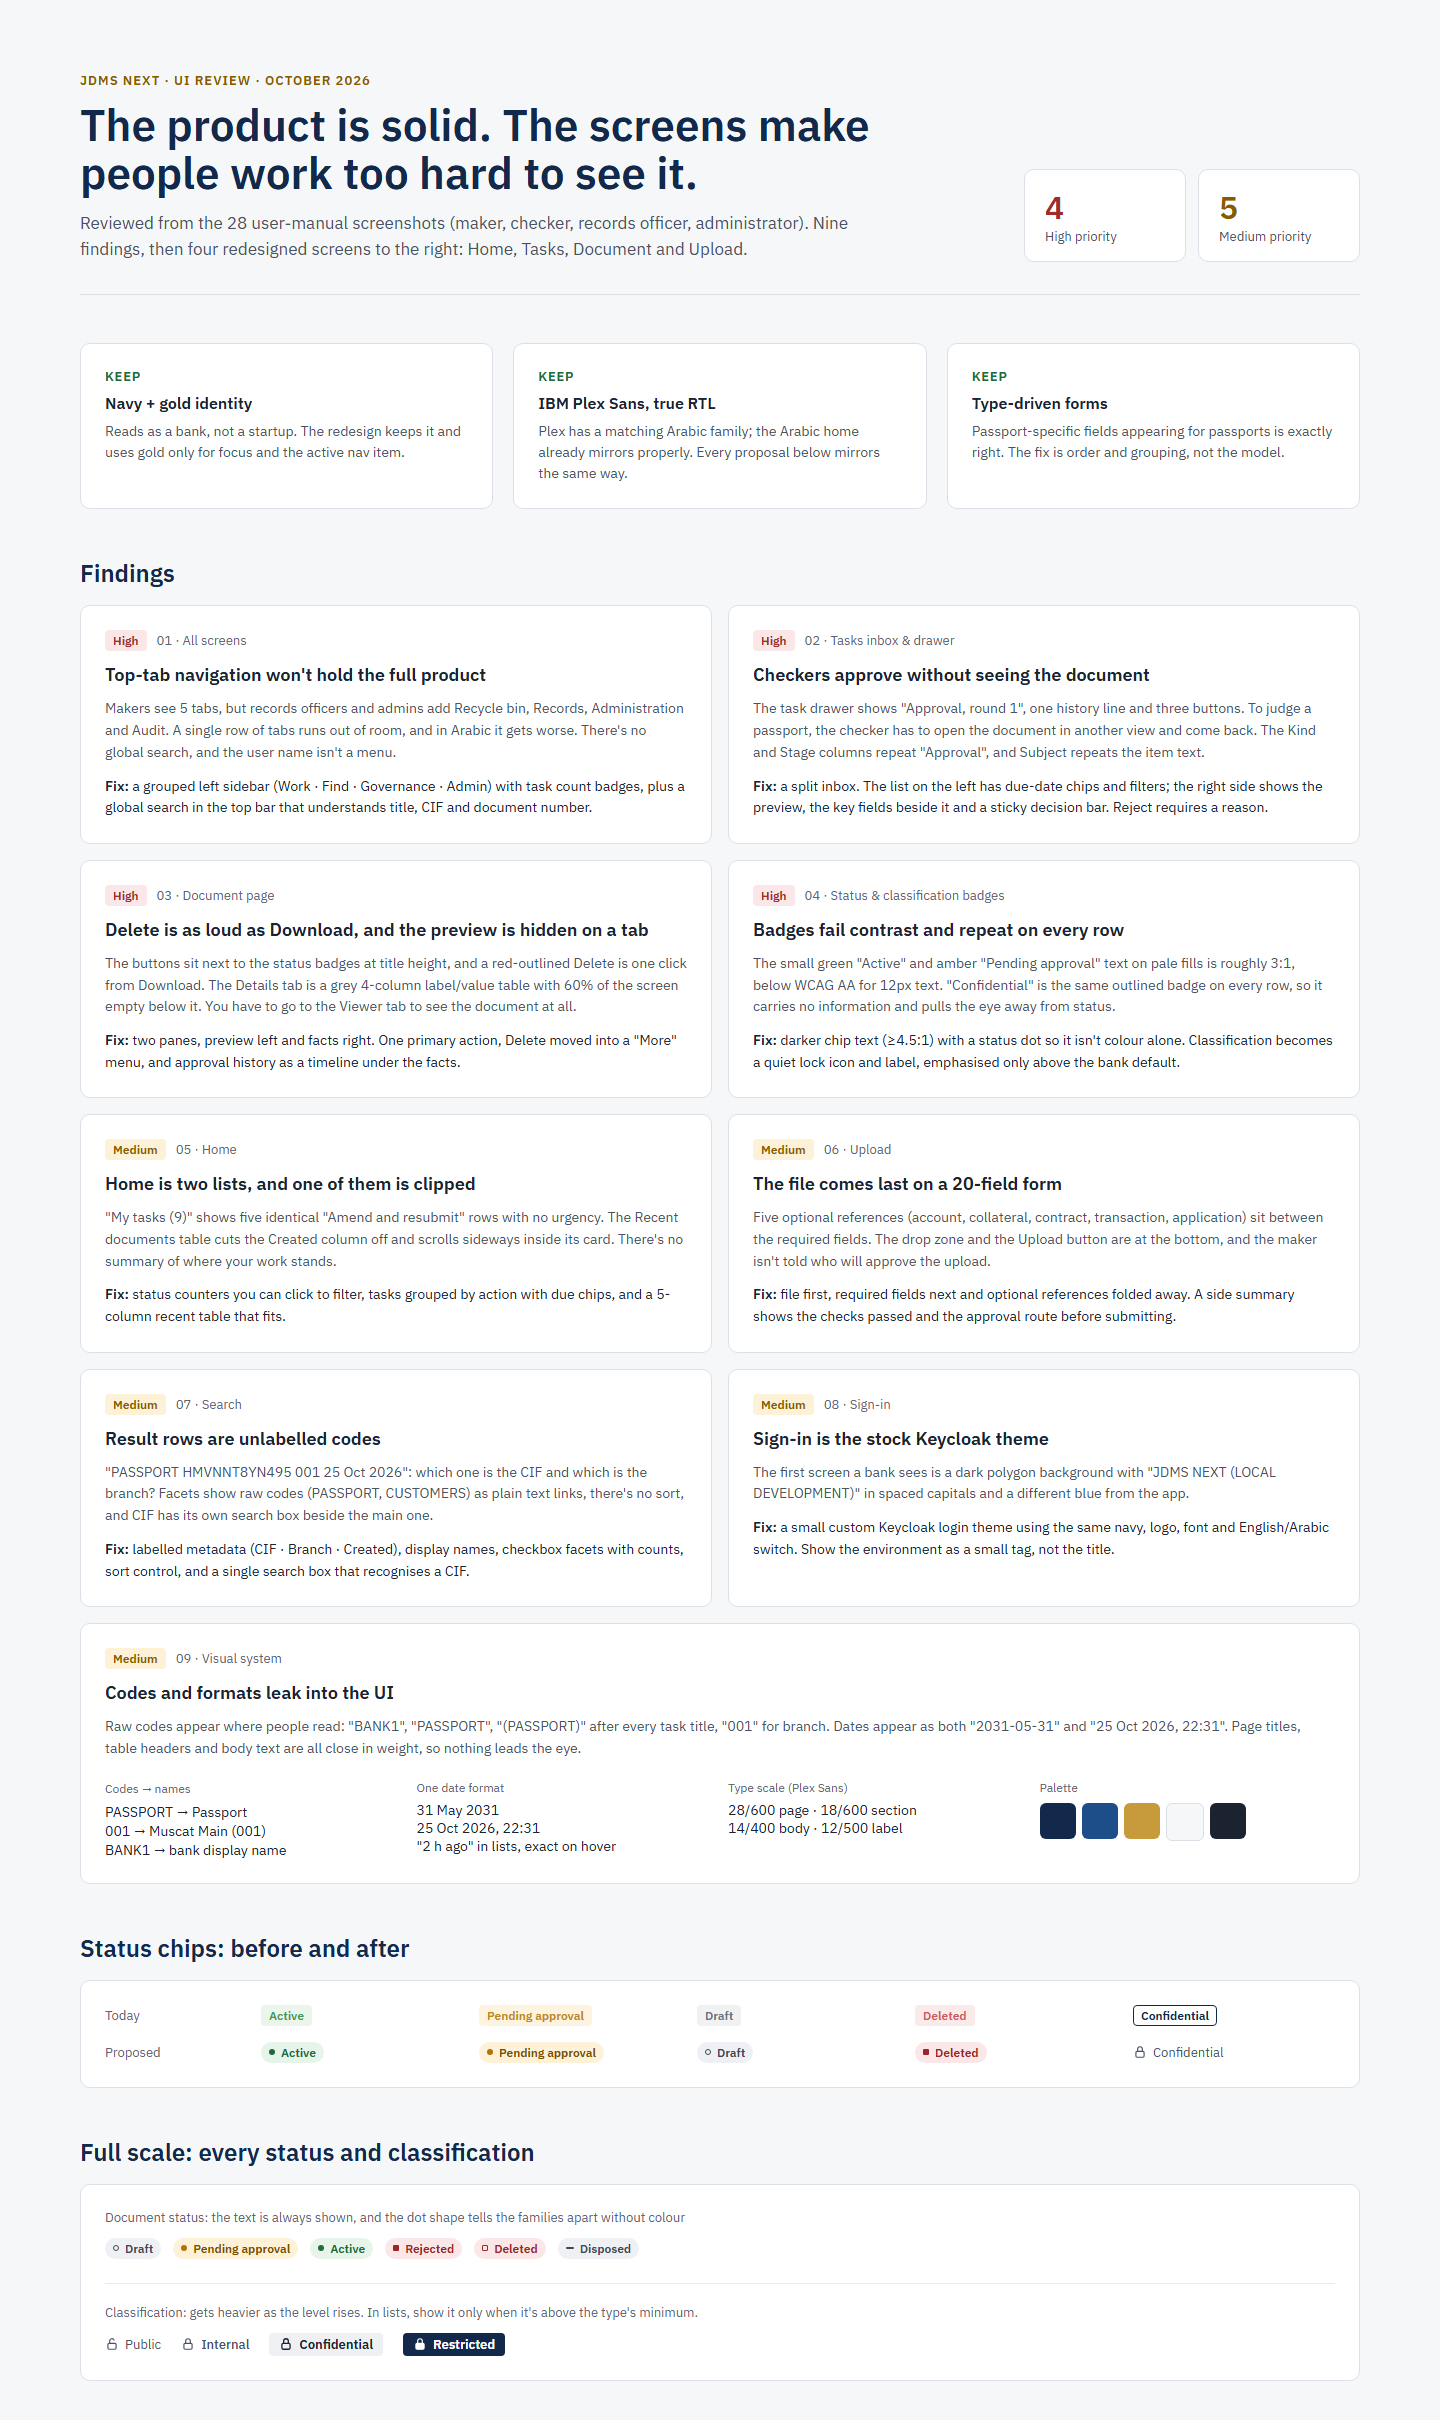 JDMS NEXT · UI REVIEW · OCTOBER 2026
The product is solid. The screens make
people work too hard to see it.
Reviewed from the 28 user-manual screenshots (maker, checker, records officer, administrator). Nine
findings, then four redesigned screens to the right: Home, Tasks, Document and Upload.
4
High priority
5
Medium priority
KEEP
Navy + gold identity
Reads as a bank, not a startup. The redesign keeps it and
uses gold only for focus and the active nav item.
KEEP
IBM Plex Sans, true RTL
Plex has a matching Arabic family; the Arabic home
already mirrors properly. Every proposal below mirrors
the same way.
KEEP
Type-driven forms
Passport-specific fields appearing for passports is exactly
right. The fix is order and grouping, not the model.
Findings
High 01 · All screens
Top-tab navigation won't hold the full product
Makers see 5 tabs, but records officers and admins add Recycle bin, Records, Administration
and Audit. A single row of tabs runs out of room, and in Arabic it gets worse. There's no
global search, and the user name isn't a menu.
Fix: a grouped left sidebar (Work · Find · Governance · Admin) with task count badges, plus a
global search in the top bar that understands title, CIF and document number.
High 02 · Tasks inbox & drawer
Checkers approve without seeing the document
The task drawer shows "Approval, round 1", one history line and three buttons. To judge a
passport, the checker has to open the document in another view and come back. The Kind
and Stage columns repeat "Approval", and Subject repeats the item text.
Fix: a split inbox. The list on the left has due-date chips and filters; the right side shows the
preview, the key fields beside it and a sticky decision bar. Reject requires a reason.
High 03 · Document page
Delete is as loud as Download, and the preview is hidden on a tab
The buttons sit next to the status badges at title height, and a red-outlined Delete is one click
from Download. The Details tab is a grey 4-column label/value table with 60% of the screen
empty below it. You have to go to the Viewer tab to see the document at all.
Fix: two panes, preview left and facts right. One primary action, Delete moved into a "More"
menu, and approval history as a timeline under the facts.
High 04 · Status & classification badges
Badges fail contrast and repeat on every row
The small green "Active" and amber "Pending approval" text on pale fills is roughly 3:1,
below WCAG AA for 12px text. "Confidential" is the same outlined badge on every row, so it
carries no information and pulls the eye away from status.
Fix: darker chip text (≥4.5:1) with a status dot so it isn't colour alone. Classification becomes
a quiet lock icon and label, emphasised only above the bank default.
Medium 05 · Home
Home is two lists, and one of them is clipped
"My tasks (9)" shows five identical "Amend and resubmit" rows with no urgency. The Recent
documents table cuts the Created column off and scrolls sideways inside its card. There's no
summary of where your work stands.
Fix: status counters you can click to filter, tasks grouped by action with due chips, and a 5-
column recent table that fits.
Medium 06 · Upload
The file comes last on a 20-field form
Five optional references (account, collateral, contract, transaction, application) sit between
the required fields. The drop zone and the Upload button are at the bottom, and the maker
isn't told who will approve the upload.
Fix: file first, required fields next and optional references folded away. A side summary
shows the checks passed and the approval route before submitting.
Medium 07 · Search
Result rows are unlabelled codes
"PASSPORT HMVNNT8YN495 001 25 Oct 2026": which one is the CIF and which is the
branch? Facets show raw codes (PASSPORT, CUSTOMERS) as plain text links, there's no sort,
and CIF has its own search box beside the main one.
Fix: labelled metadata (CIF · Branch · Created), display names, checkbox facets with counts,
sort control, and a single search box that recognises a CIF.
Medium 08 · Sign-in
Sign-in is the stock Keycloak theme
The first screen a bank sees is a dark polygon background with "JDMS NEXT (LOCAL
DEVELOPMENT)" in spaced capitals and a different blue from the app.
Fix: a small custom Keycloak login theme using the same navy, logo, font and English/Arabic
switch. Show the environment as a small tag, not the title.
Medium 09 · Visual system
Codes and formats leak into the UI
Raw codes appear where people read: "BANK1", "PASSPORT", "(PASSPORT)" after every task title, "001" for branch. Dates appear as both "2031-05-31" and "25 Oct 2026, 22:31". Page titles,
table headers and body text are all close in weight, so nothing leads the eye.
Codes → names
PASSPORT → Passport
001 → Muscat Main (001)
BANK1 → bank display name
One date format
31 May 2031
25 Oct 2026, 22:31
"2 h ago" in lists, exact on hover
Type scale (Plex Sans)
28/600 page · 18/600 section
14/400 body · 12/500 label
Palette
Status chips: before and after
Today Active Pending approval Draft Deleted Confidential
Proposed Active Pending approval Draft Deleted Confidential
Full scale: every status and classification
Document status: the text is always shown, and the dot shape tells the families apart without colour
Draft Pending approval Active Rejected Deleted Disposed
Classification: gets heavier as the level rises. In lists, show it only when it's above the type's minimum.
Public Internal Confidential Restricted